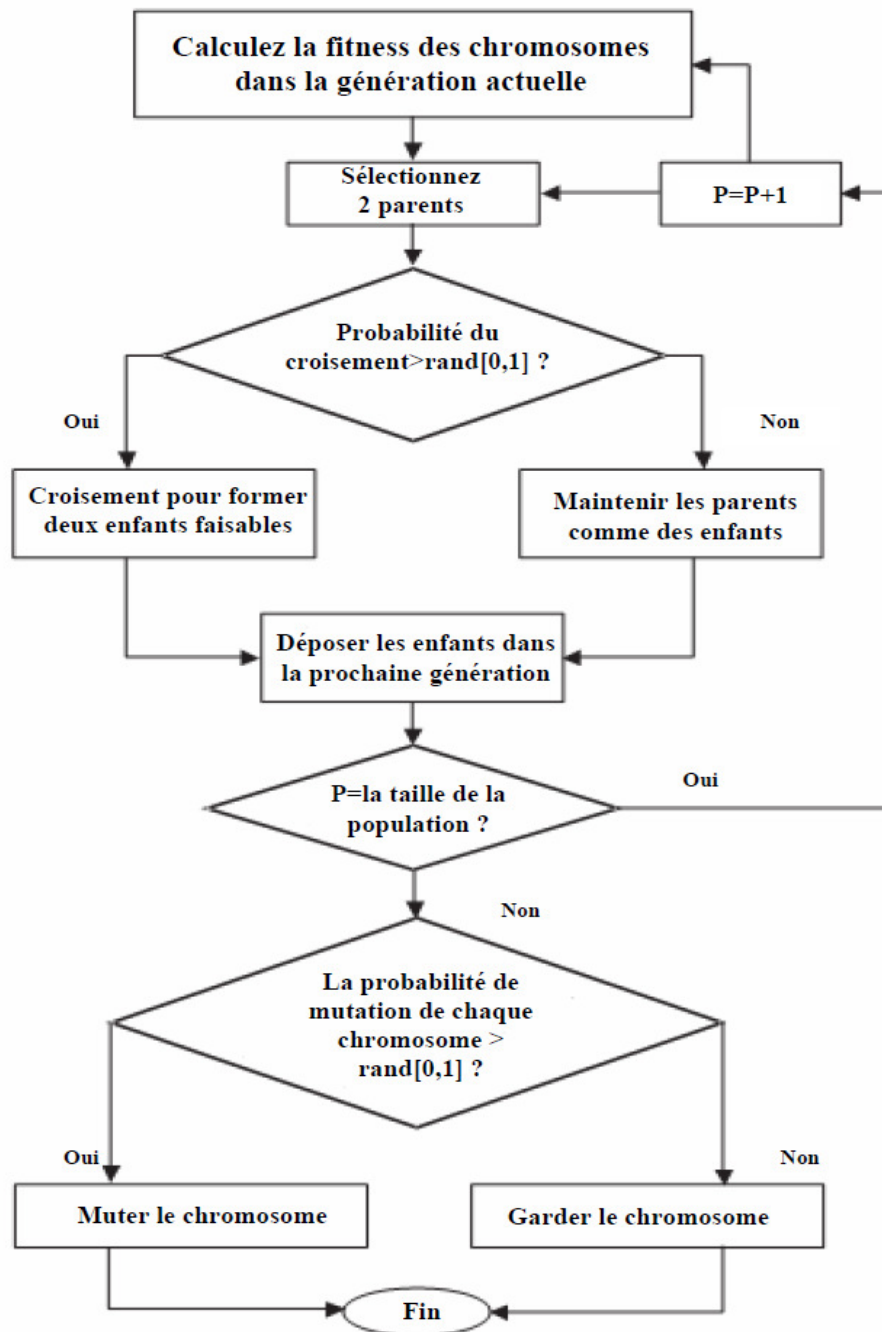 Calculez la fitness des chromosomes
dans la génération actuelle
Sélectionnez
2 parents
P=P+1
Probabilité du
croisement>rand[0,1] ?
Oui
Non
Croisement pour former
deux enfants faisables
Maintenir les parents
comme des enfants
Déposer les enfants dans
la prochaine génération
P=la taille de la
population ?
Oui
Non
La probabilité de
mutation de chaque
chromosome >
rand[0,1] ?
Oui
Non
Muter le chromosome
Garder le chromosome
Fin